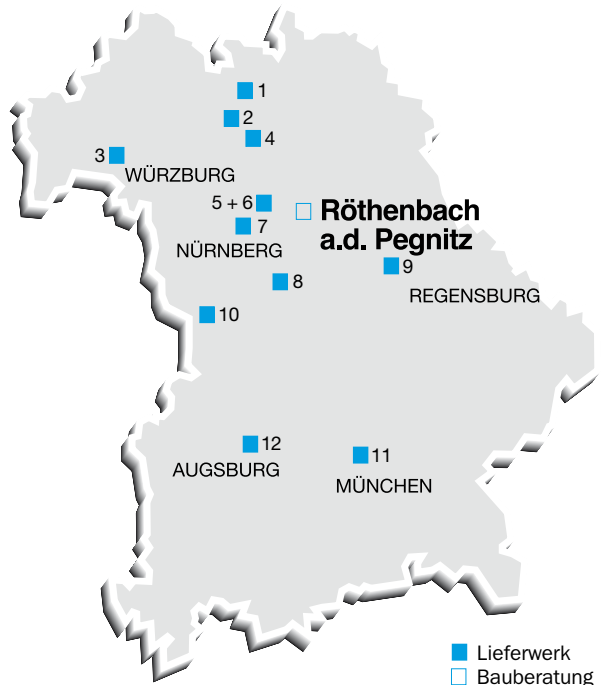 1
2
4
3
WÜRZBURG
5 + 6
Röthenbach
a.d. Pegnitz
7
NÜRNBERG
9
8
REGENSBURG
10
12
11
AUGSBURG
MÜNCHEN
Lieferwerk
Bauberatung